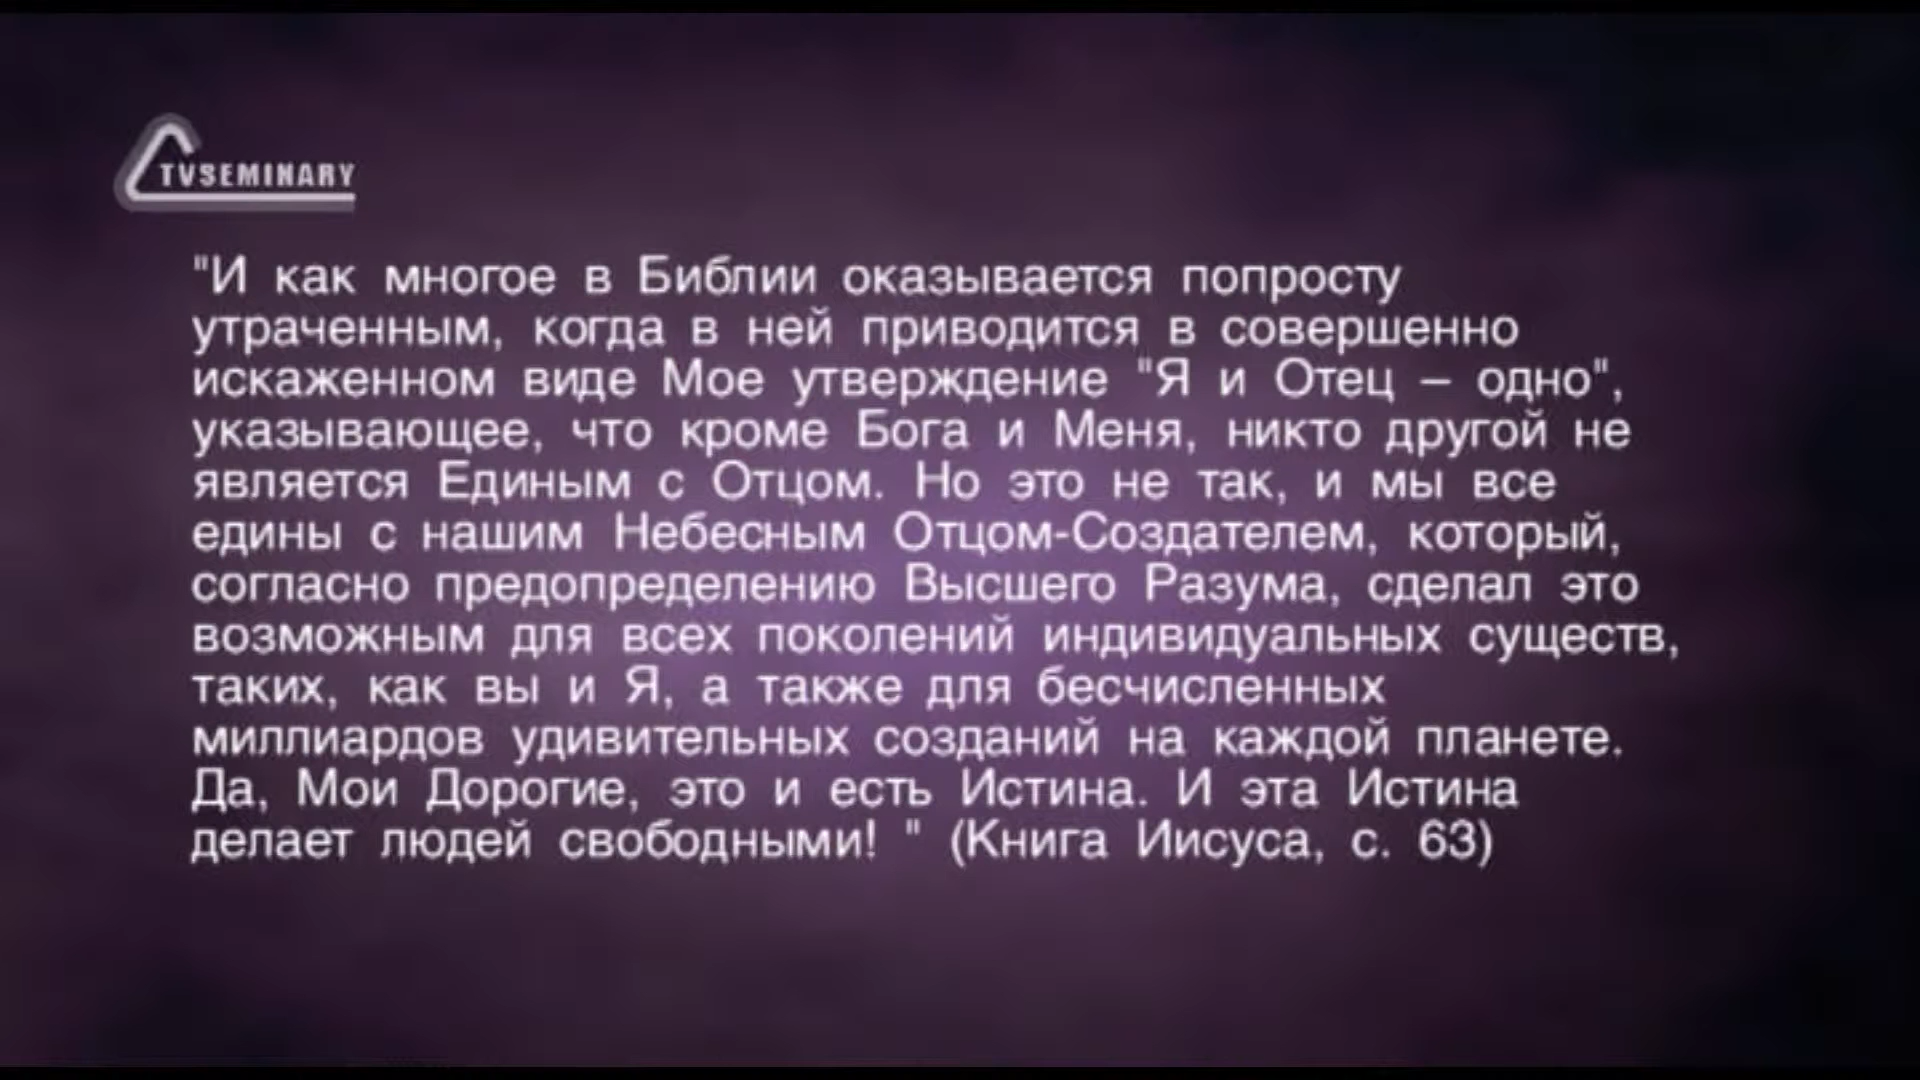 TVSEMINARY
"И как многое в Библии оказывается попросту
утраченным, когда в ней приводится в совершенно
искаженном виде Мое утверждение "Я и Отец – одно",
указывающее, что кроме Бога и Меня, никто другой не
является Единым с Отцом. Но это не так, и мы все
едины с нашим Небесным Отцом-Создателем, который,
согласно предопределению Высшего Разума, сделал это
возможным для всех поколений индивидуальных существ,
таких, как вы и Я, а также для бесчисленных
миллиардов удивительных созданий на каждой планете.
Да, Мои Дорогие, это и есть Истина. И эта Истина
делает людей свободными! " (Книга Иисуса, с. 63)